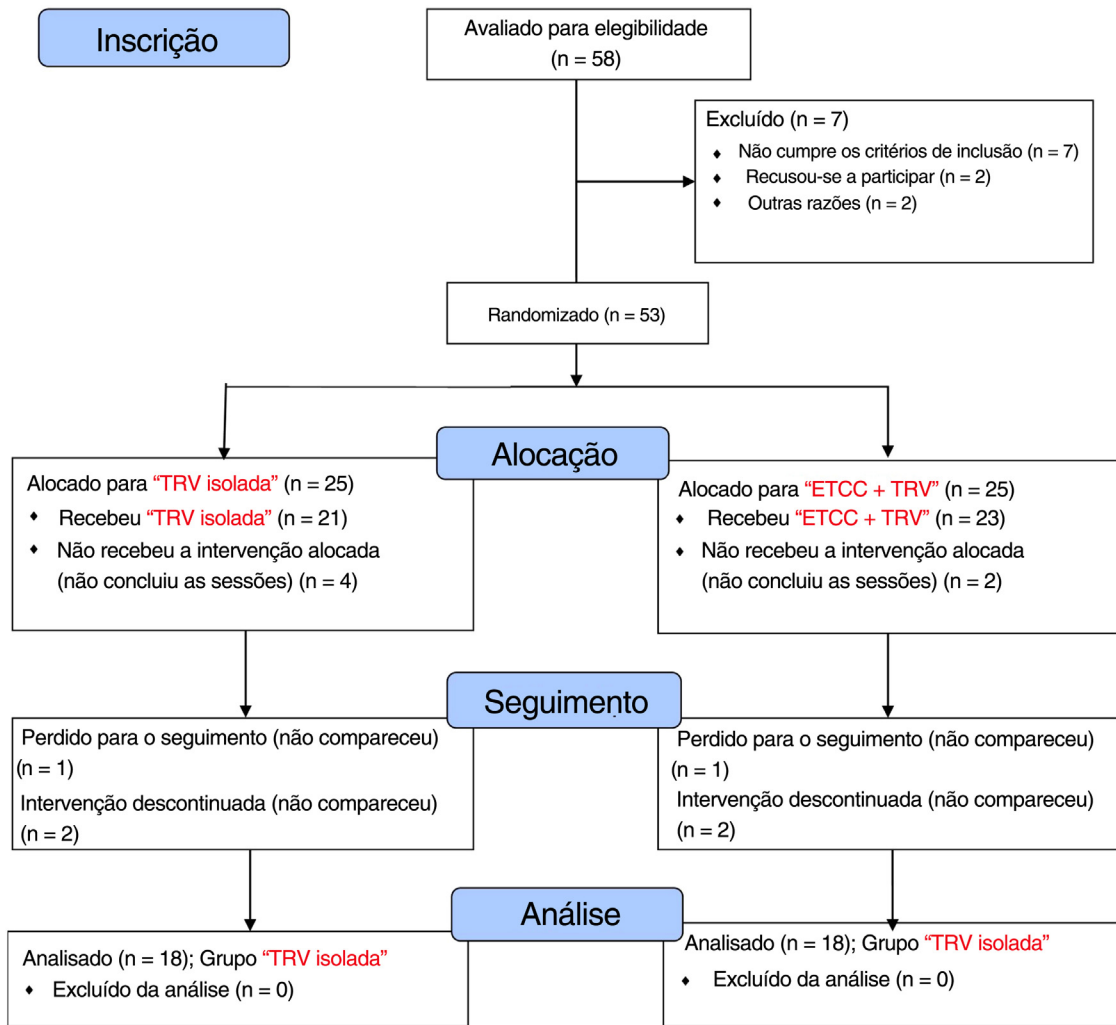 Inscrição
Avaliado para elegibilidade
(n = 58)
Excluído (n = 7)
♦ Não cumpre os critérios de inclusão (n = 7)
♦ Recusou-se a participar (n = 2)
♦ Outras razões (n = 2)
Randomizado (n = 53)
Alocação
Alocado para “TRV isolada” (n = 25)
♦ Recebeu “TRV isolada” (n = 21)
♦ Não recebeu a intervenção alocada
(não concluiu as sessões) (n = 4)
Alocado para “ETCC + TRV” (n = 25)
♦ Recebeu “ETCC + TRV” (n = 23)
♦ Não recebeu a intervenção alocada
(não concluiu as sessões) (n = 2)
Seguimento
Perdido para o seguimento (não compareceu)
(n = 1)
Intervenção descontinuada (não compareceu)
(n = 2)
Perdido para o seguimento (não compareceu)
(n = 1)
Intervenção descontinuada (não compareceu)
(n = 2)
Análise
Analisado (n = 18); Grupo “TRV isolada”
♦ Excluído da análise (n = 0)
Analisado (n = 18); Grupo “TRV isolada”
♦ Excluído da análise (n = 0)